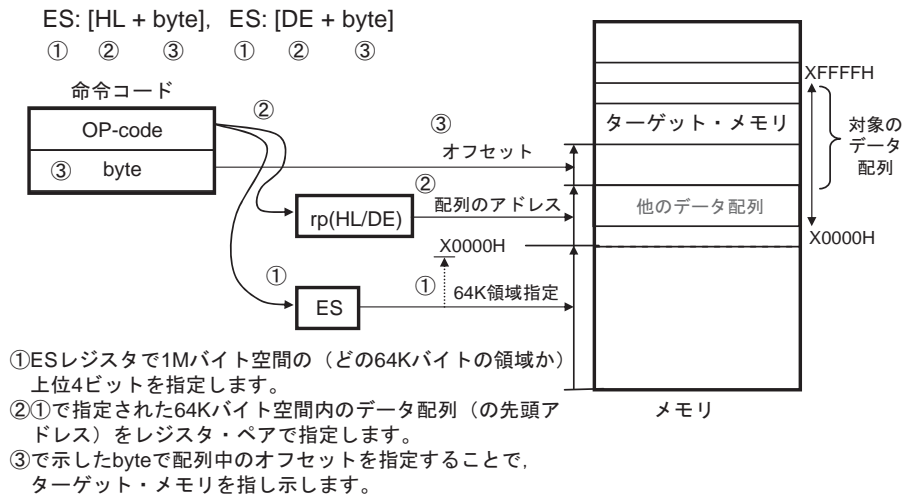 ES: [HL + byte], ES: [DE + byte]
① ② ③ ① ② ③
命令コード
OP-code
③ byte
②
③
オフセット
②
rp(HL/DE)
配列のアドレス
X0000H
①
ES
①
64K領域指定
XFFFFH
ターゲット・メモリ
対象の
データ
配列
他のデータ配列
X0000H
メモリ
①ESレジスタで1Mバイト空間の（どの64Kバイトの領域か）
上位4ビットを指定します。
②①で指定された64Kバイト空間内のデータ配列（の先頭ア
ドレス）をレジスタ・ペアで指定します。
③で示したbyteで配列中のオフセットを指定することで,
ターゲット・メモリを指し示します。